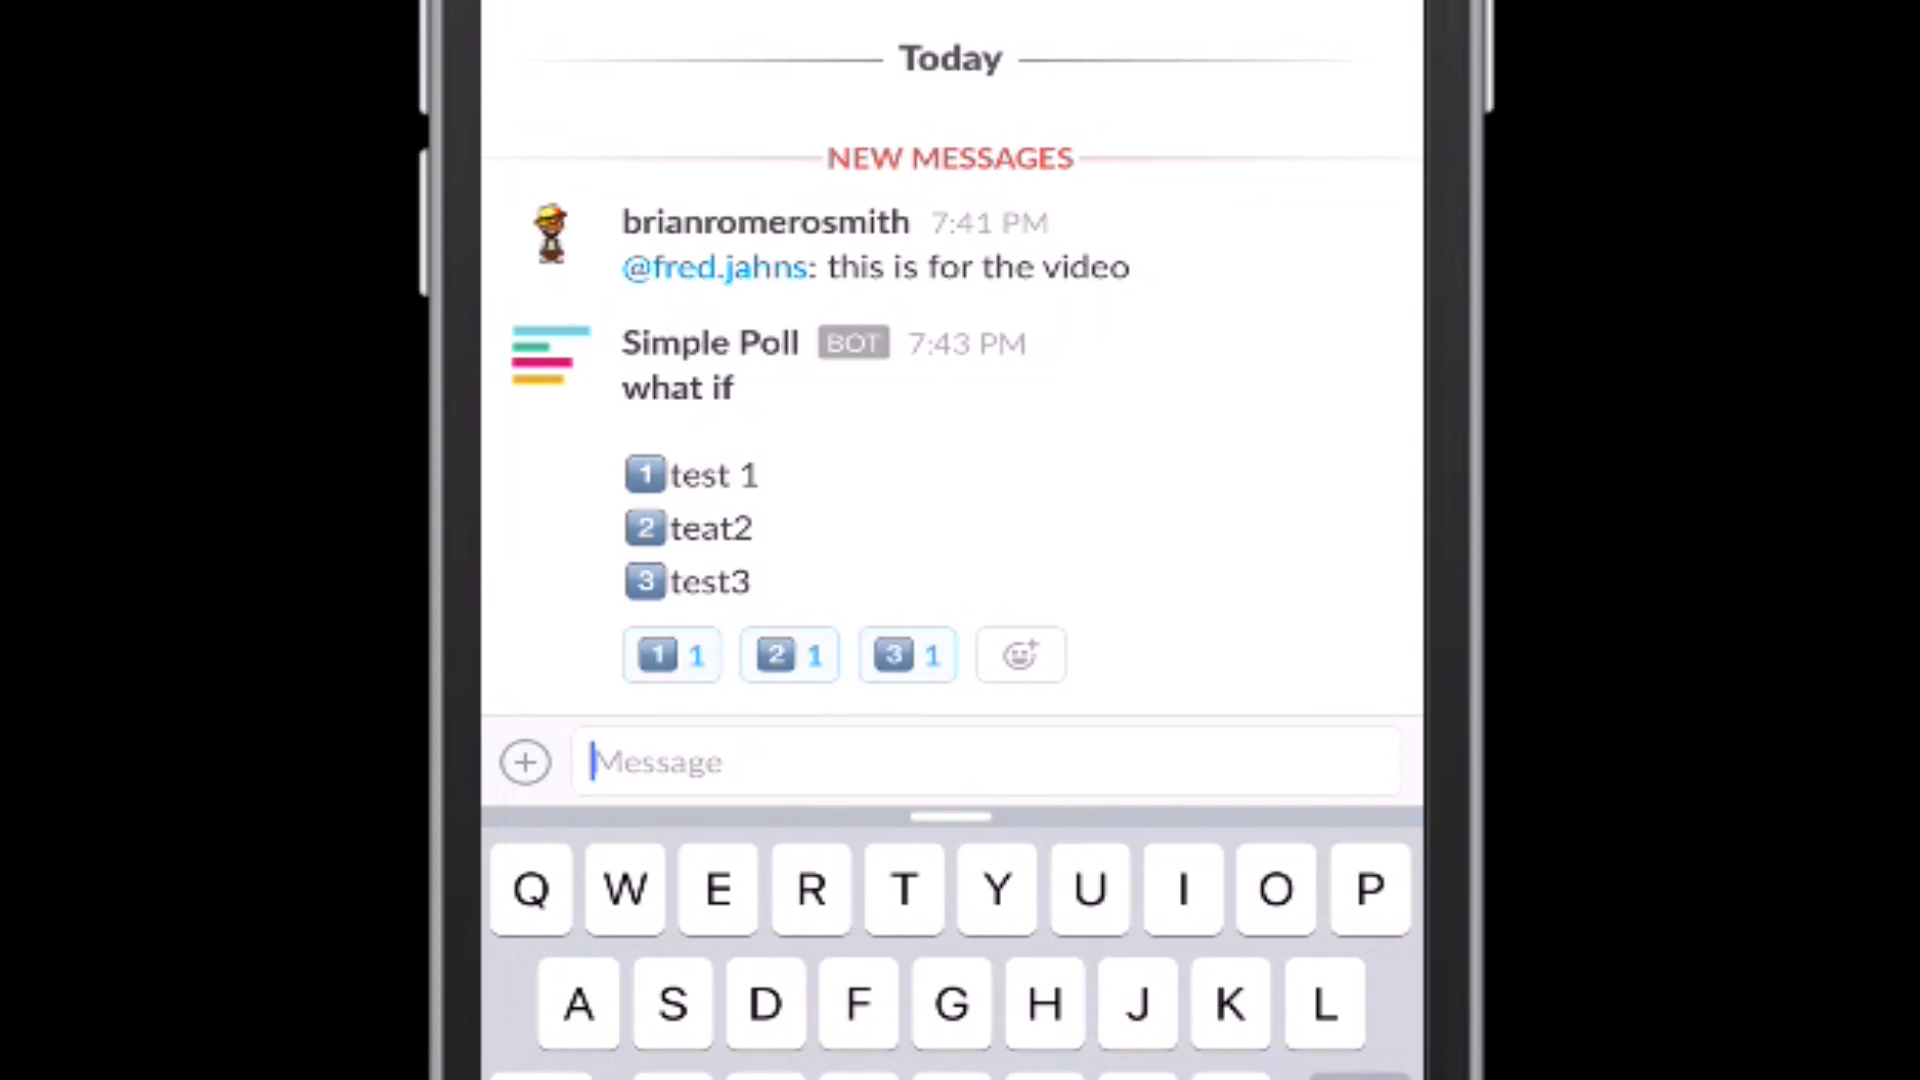 Today
NEW MESSAGES
brianromerosmith 7:41 PM
@fred.jahns: this is for the video
Simple Poll BOT 7:43 PM
what if
1 test 1
2 teat2
3 test3
1 1 2 1 3 1
Message
Q W E R T Y U I O P
A S D F G H J K L